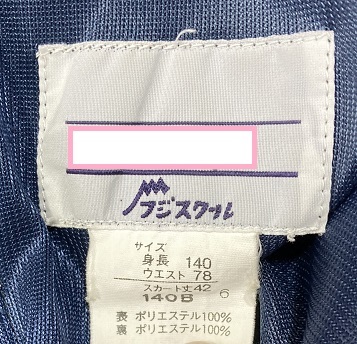 フジスクール
サイズ
身長 140
ウエスト 78
スカート丈42
140B 6
表 ポリエステル100%
裏 ポリエステル100%